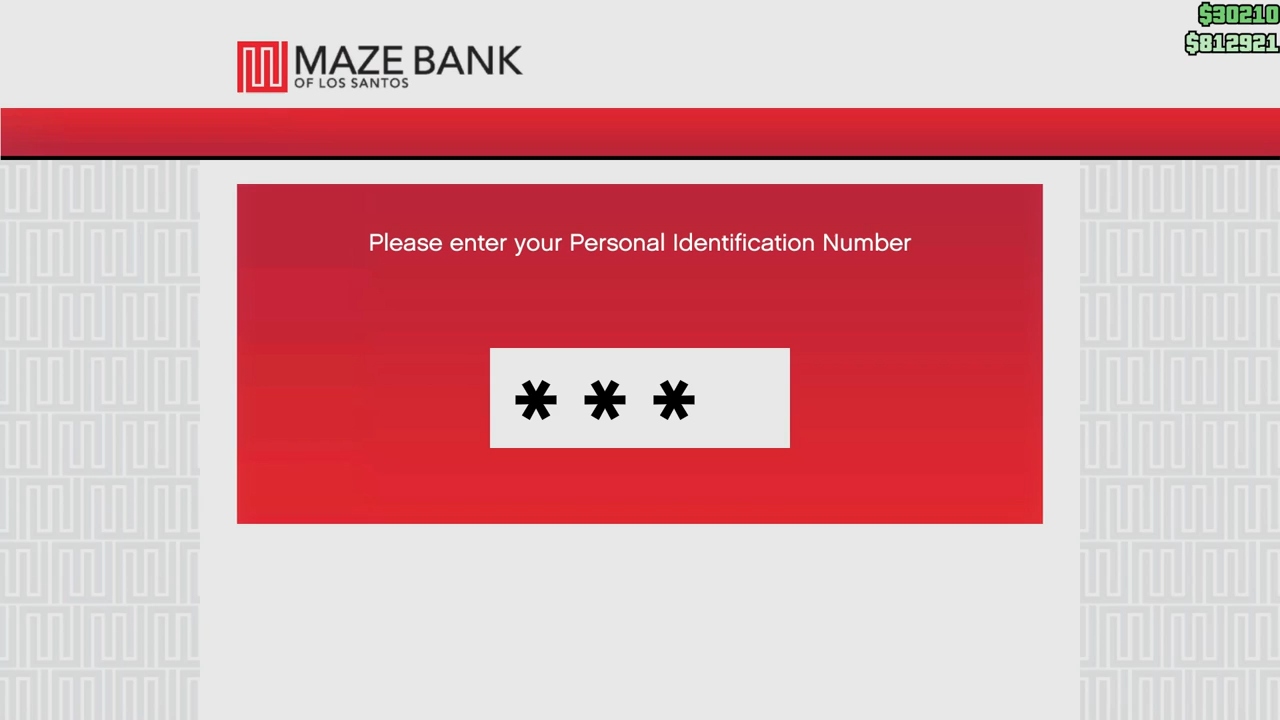 $30210
$812921
MAZE BANK
OF LOS SANTOS
Please enter your Personal Identification Number
* * *